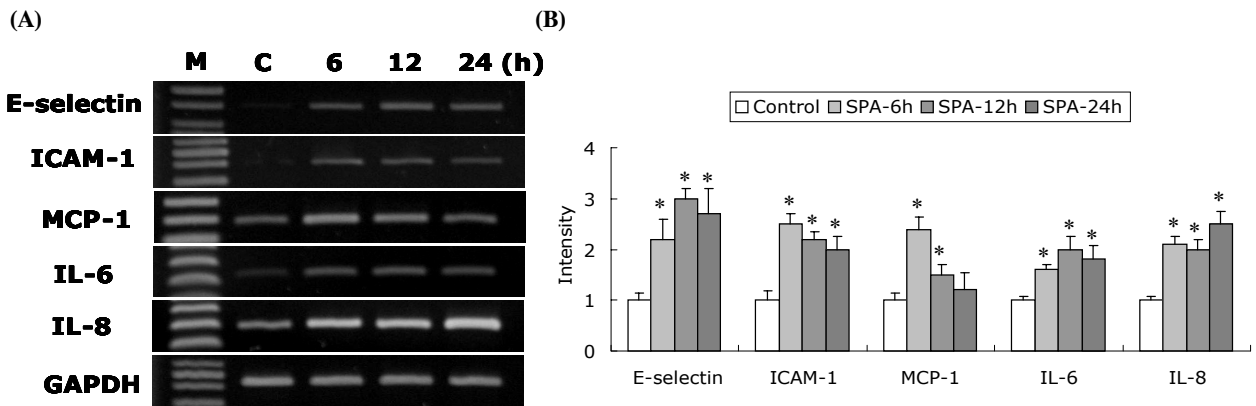 (A)
M C 6 12 24 (h)
E-selectin
ICAM-1
MCP-1
IL-6
IL-8
GAPDH
(B)
Control SPA-6h SPA-12h SPA-24h
4
3
2
1
0
Intensity
* * *
* * *
* *
* * *
* * *
E-selectin ICAM-1 MCP-1 IL-6 IL-8